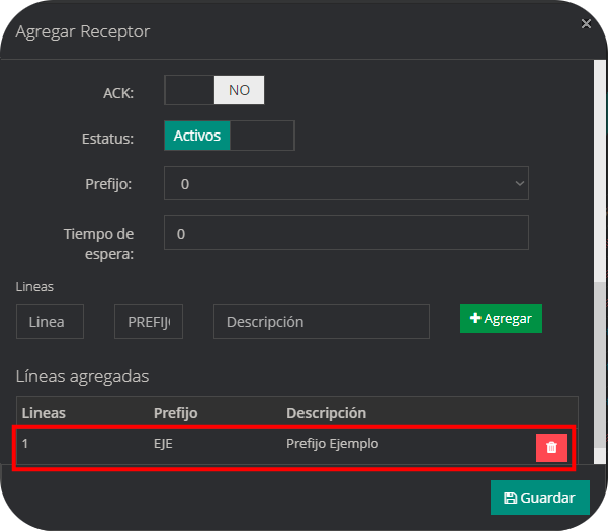 Agregar Receptor ×
ACK: NO
Estatus: Activos
Prefijo: 0
Tiempo de espera: 0
Lineas
Linea PREFIJO Descripción Agregar
Líneas agregadas
Lineas Prefijo Descripción
1 EJE Prefijo Ejemplo
Guardar